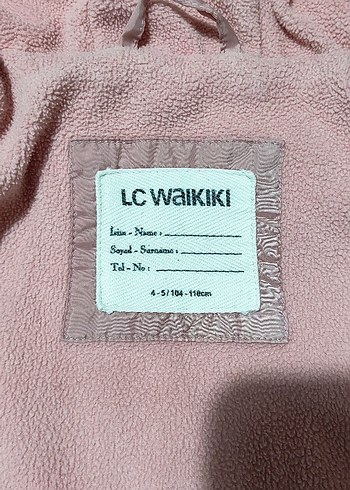 LC WAIKIKI
İsim - Name :
Soyad - Surname :
Tel - No :
4 - 5 / 104 - 110cm